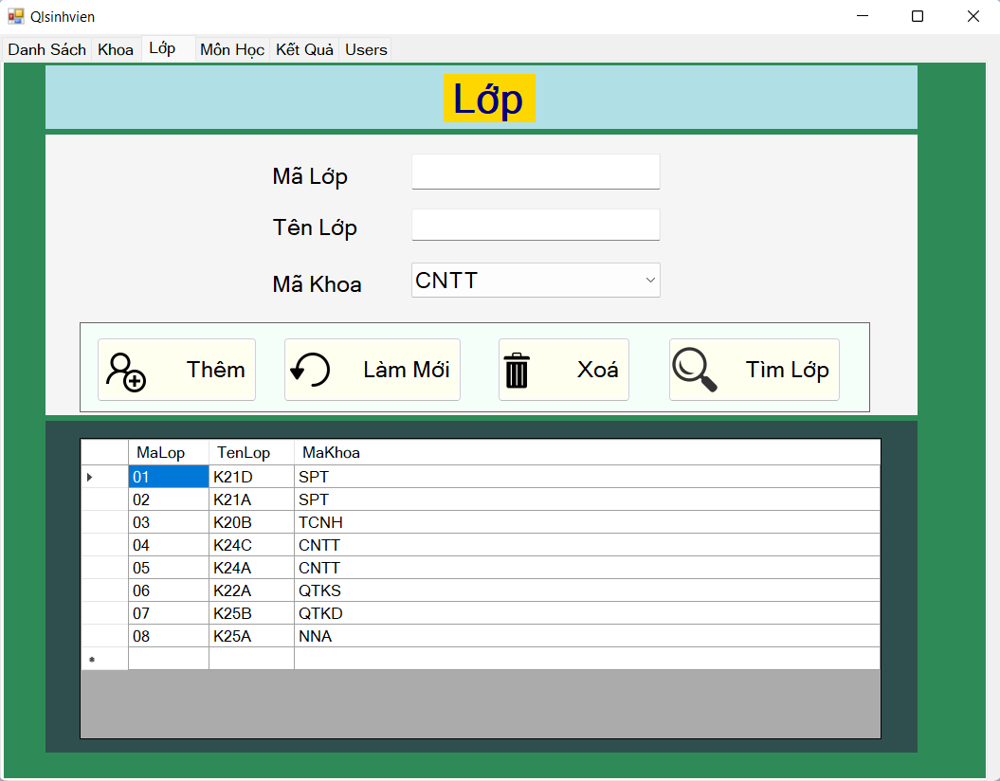 Qlsinhvien
Danh Sách Khoa Lớp Môn Học Kết Quả Users
Lớp
Mã Lớp
Tên Lớp
Mã Khoa CNTT
Thêm Làm Mới Xoá Tìm Lớp
MaLop TenLop MaKhoa
01 K21D SPT
02 K21A SPT
03 K20B TCNH
04 K24C CNTT
05 K24A CNTT
06 K22A QTKS
07 K25B QTKD
08 K25A NNA